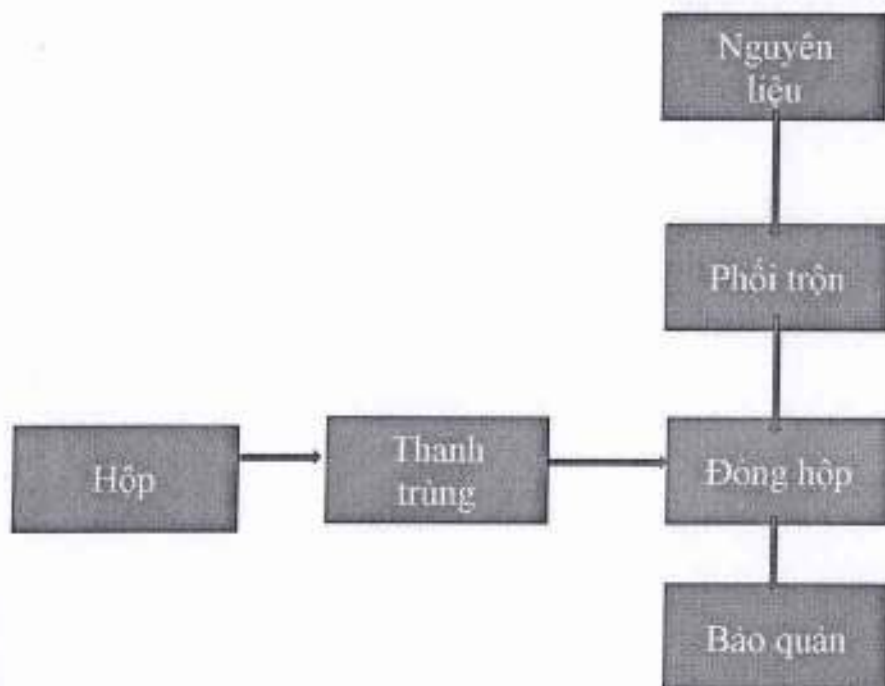 Nguyên
liệu
Phối trộn
Hộp
Thanh
trùng
Đóng hộp
Bảo quản